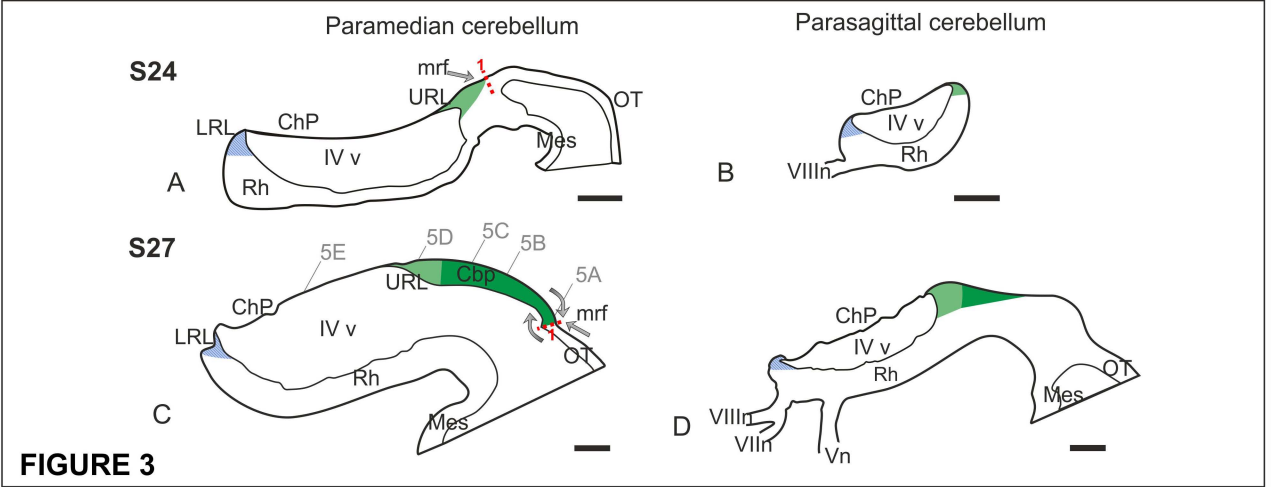 Paramedian cerebellum
Parasagittal cerebellum
S24
mrf
1
URL
OT
LRL
ChP
IV v
Mes
Rh
A
ChP
IV v
Rh
VIIIn
B
S27
5E
5D
5C
5B
5A
URL
Cbp
mrf
1
OT
ChP
LRL
IV v
Rh
Mes
C
ChP
IV v
Rh
OT
Mes
VIIIn
VIIn
Vn
D
FIGURE 3